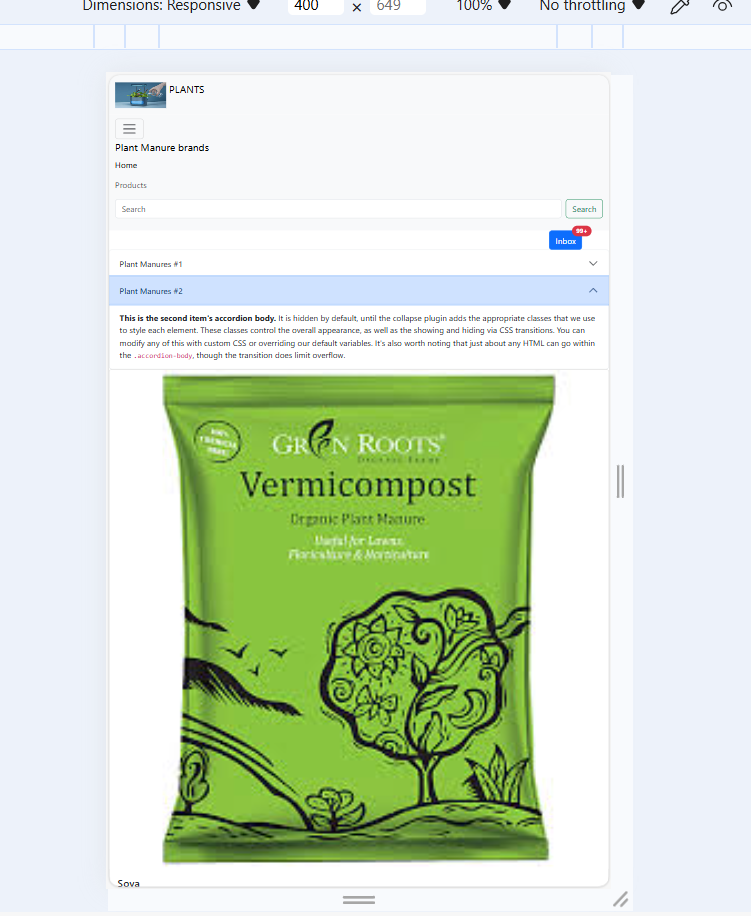 Dimensions: Responsive 400 × 649 100% No throttling
PLANTS
Plant Manure brands
Home
Products
Search Search
99+
Inbox
Plant Manures #1
Plant Manures #2
This is the second item's accordion body. It is hidden by default, until the collapse plugin adds the appropriate classes that we use
to style each element. These classes control the overall appearance, as well as the showing and hiding via CSS transitions. You can
modify any of this with custom CSS or overriding our default variables. It's also worth noting that just about any HTML can go within
the .accordion-body, though the transition does limit overflow.
100%
CHEMICAL
FREE
GREEN ROOTS
Vermicompost
Organic Plant Manure
Useful for Lawns,
Floriculture & Horticulture
Soya